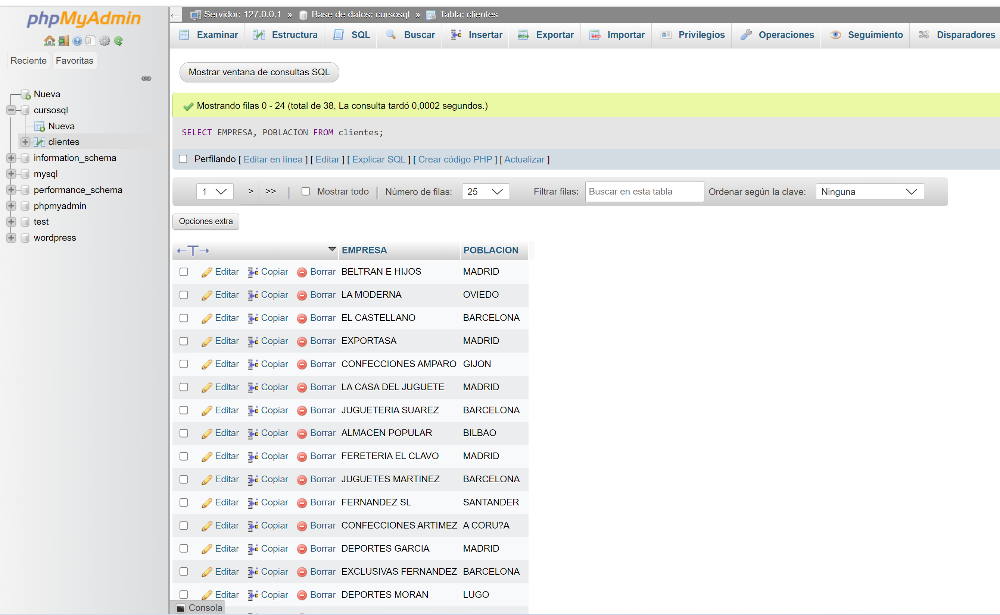 phpMyAdmin
Reciente Favoritas
Nueva
cursosql
Nueva
clientes
information_schema
mysql
performance_schema
phpmyadmin
test
wordpress
← Servidor: 127.0.0.1 » Base de datos: cursosql » Tabla: clientes
Examinar Estructura SQL Buscar Insertar Exportar Importar Privilegios Operaciones Seguimiento Disparadores
Mostrar ventana de consultas SQL
Mostrando filas 0 - 24 (total de 38, La consulta tardó 0,0002 segundos.)
SELECT EMPRESA, POBLACION FROM clientes;
Perfilando [ Editar en línea ] [ Editar ] [ Explicar SQL ] [ Crear código PHP ] [ Actualizar ]
1 > >> | Mostrar todo | Número de filas: 25 Filtrar filas: Buscar en esta tabla Ordenar según la clave: Ninguna
Opciones extra
←T→ EMPRESA POBLACION
Editar Copiar Borrar BELTRAN E HIJOS MADRID
Editar Copiar Borrar LA MODERNA OVIEDO
Editar Copiar Borrar EL CASTELLANO BARCELONA
Editar Copiar Borrar EXPORTASA MADRID
Editar Copiar Borrar CONFECCIONES AMPARO GIJON
Editar Copiar Borrar LA CASA DEL JUGUETE MADRID
Editar Copiar Borrar JUGUETERIA SUAREZ BARCELONA
Editar Copiar Borrar ALMACEN POPULAR BILBAO
Editar Copiar Borrar FERETERIA EL CLAVO MADRID
Editar Copiar Borrar JUGUETES MARTINEZ BARCELONA
Editar Copiar Borrar FERNANDEZ SL SANTANDER
Editar Copiar Borrar CONFECCIONES ARTIMEZ A CORU?A
Editar Copiar Borrar DEPORTES GARCIA MADRID
Editar Copiar Borrar EXCLUSIVAS FERNANDEZ BARCELONA
Editar Copiar Borrar DEPORTES MORAN LUGO
Consola